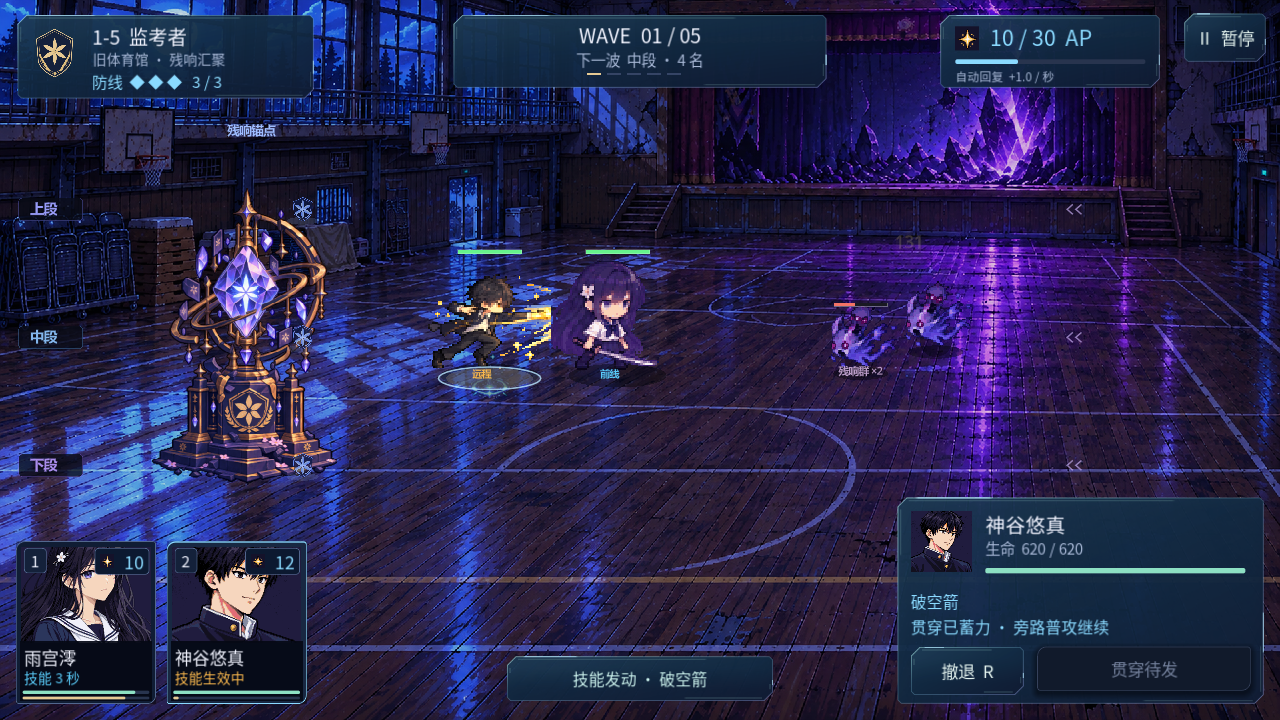 1-5 监考者
旧体育馆 · 残响汇聚
防线 3 / 3
WAVE 01 / 05
下一波 中段 · 4 名
10 / 30 AP
自动回复 +1.0 / 秒
暂停
残响锚点
上段
中段
下段
131
远程
前线
残响群 ×2
1
10
雨宫澪
技能 3 秒
2
12
神谷悠真
技能生效中
技能发动 · 破空箭
神谷悠真
生命 620 / 620
破空箭
贯穿已蓄力 · 旁路普攻继续
撤退 R
贯穿待发